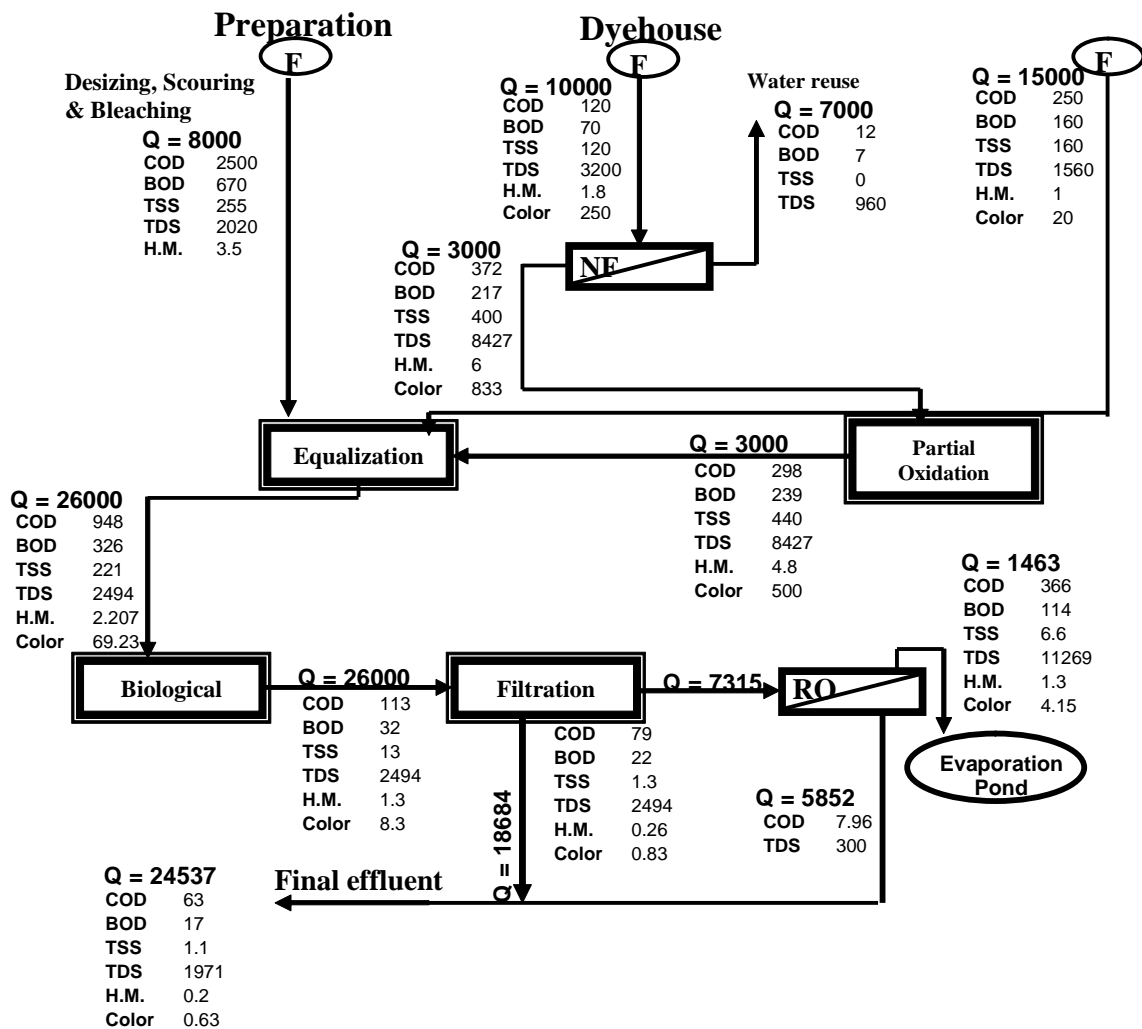 Preparation
F
Desizing, Scouring
& Bleaching
Q = 8000
COD 2500
BOD 670
TSS 255
TDS 2020
H.M. 3.5
Dyehouse
F
Q = 10000
COD 120
BOD 70
TSS 120
TDS 3200
H.M. 1.8
Color 250
Water reuse
Q = 7000
COD 12
BOD 7
TSS 0
TDS 960
F
Q = 15000
COD 250
BOD 160
TSS 160
TDS 1560
H.M. 1
Color 20
NF
Q = 3000
COD 372
BOD 217
TSS 400
TDS 8427
H.M. 6
Color 833
Equalization
Partial
Oxidation
Q = 3000
COD 298
BOD 239
TSS 440
TDS 8427
H.M. 4.8
Color 500
Q = 26000
COD 948
BOD 326
TSS 221
TDS 2494
H.M. 2.207
Color 69.23
Biological
Q = 26000
COD 113
BOD 32
TSS 13
TDS 2494
H.M. 1.3
Color 8.3
Filtration
Q = 7315
COD 79
BOD 22
TSS 1.3
TDS 2494
H.M. 0.26
Color 0.83
RO
Q = 1463
COD 366
BOD 114
TSS 6.6
TDS 11269
H.M. 1.3
Color 4.15
Evaporation
Pond
Q = 5852
COD 7.96
TDS 300
Q = 18684
Final effluent
Q = 24537
COD 63
BOD 17
TSS 1.1
TDS 1971
H.M. 0.2
Color 0.63